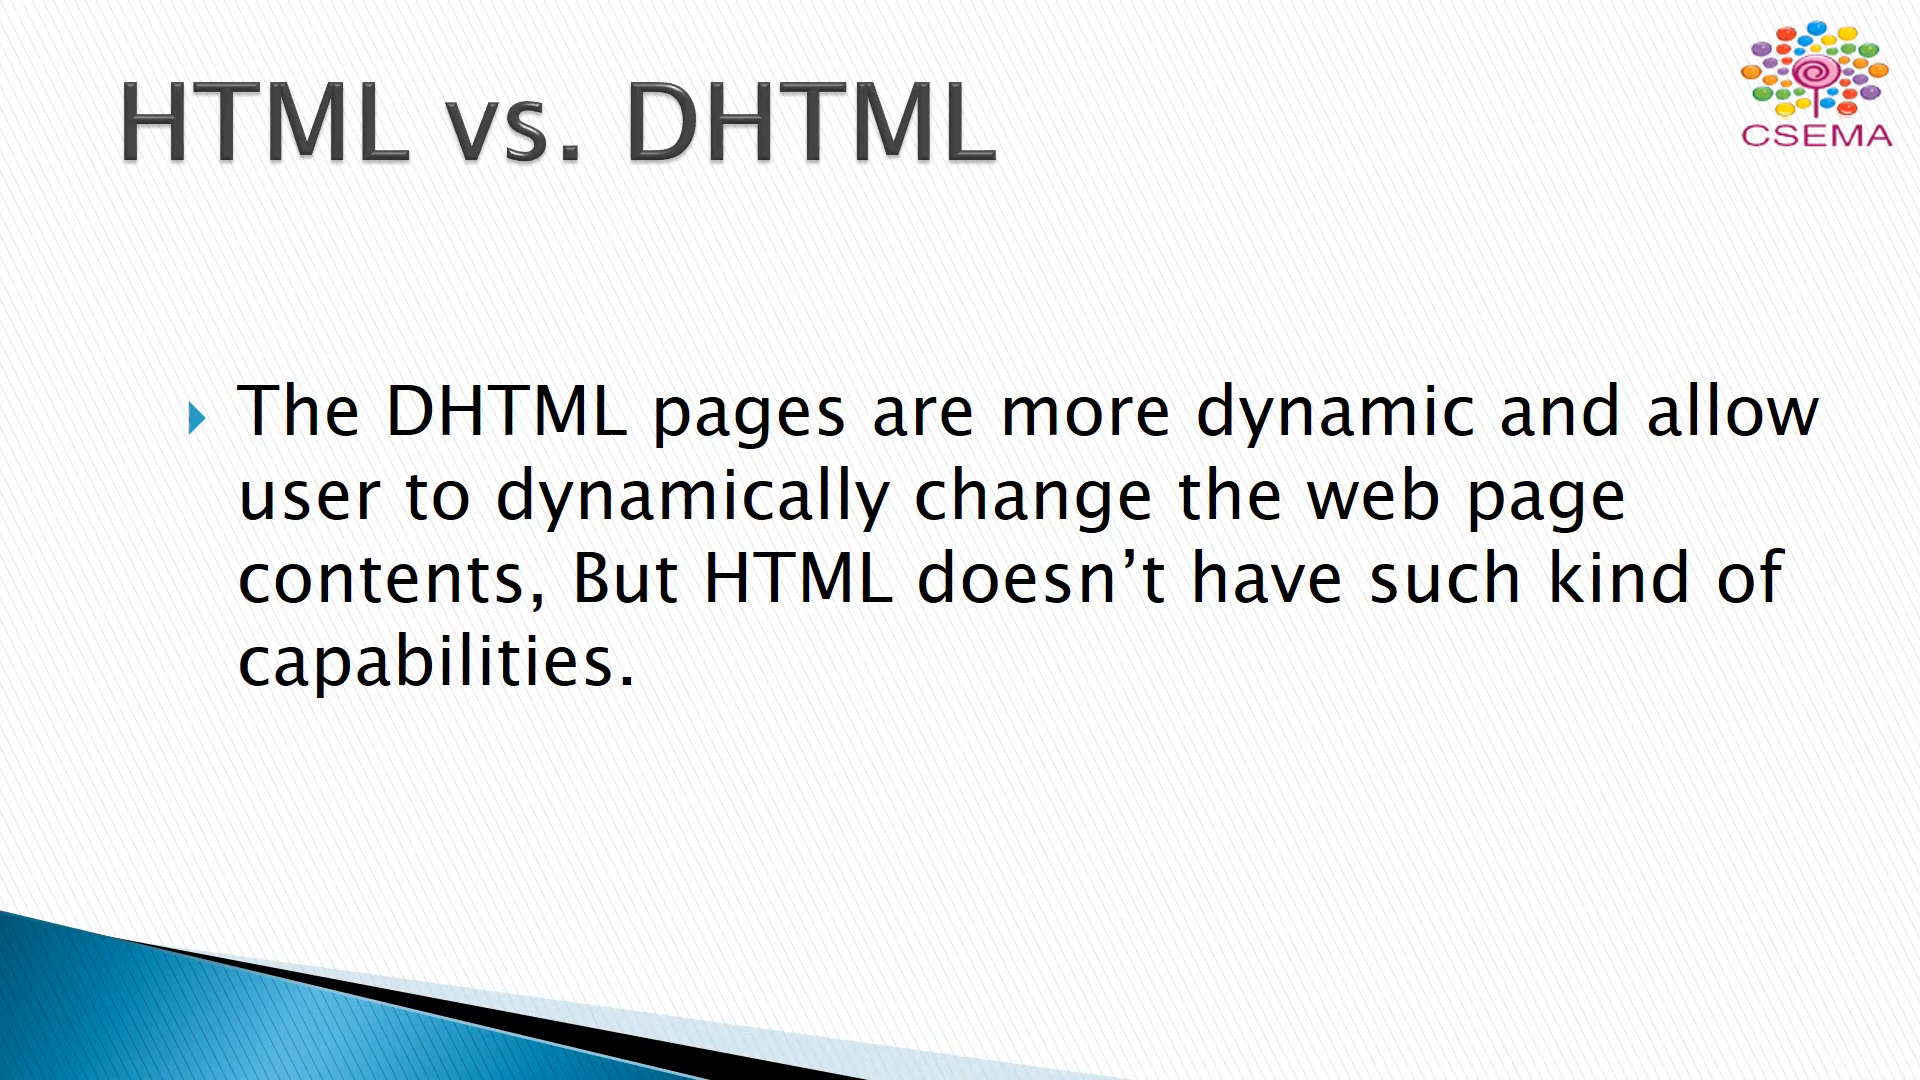 HTML vs. DHTML
CSEMA
The DHTML pages are more dynamic and allow
user to dynamically change the web page
contents, But HTML doesn’t have such kind of
capabilities.